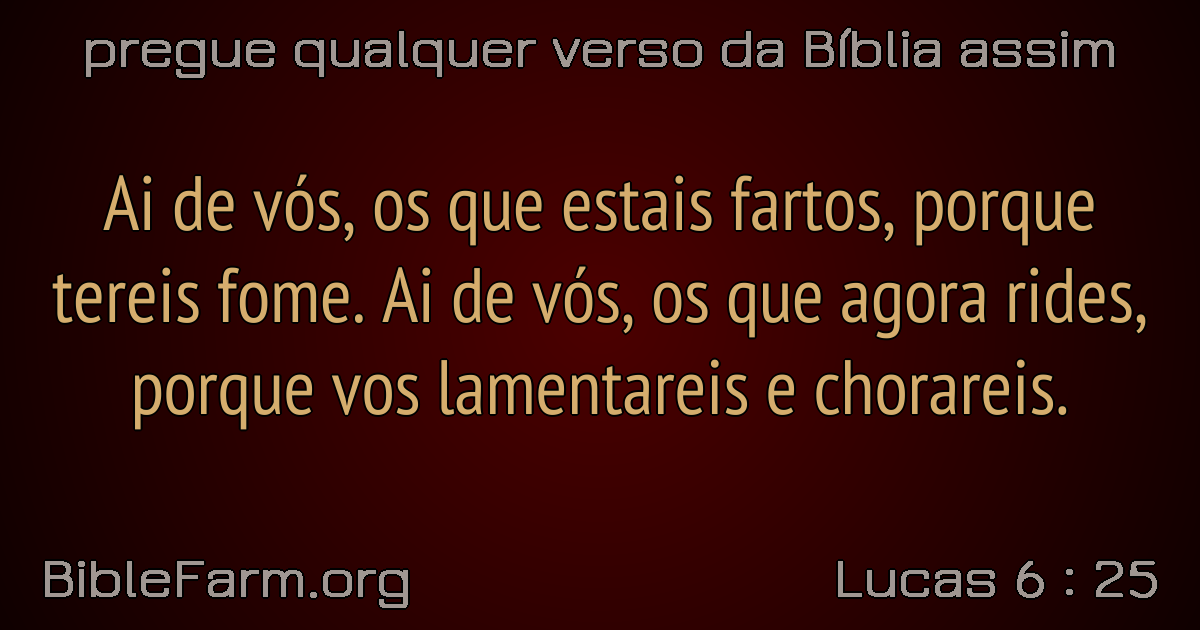 pregue qualquer verso da Bíblia assim
Ai de vós, os que estais fartos, porque
tereis fome. Ai de vós, os que agora rides,
porque vos lamentareis e chorareis.
BibleFarm.org
Lucas 6 : 25